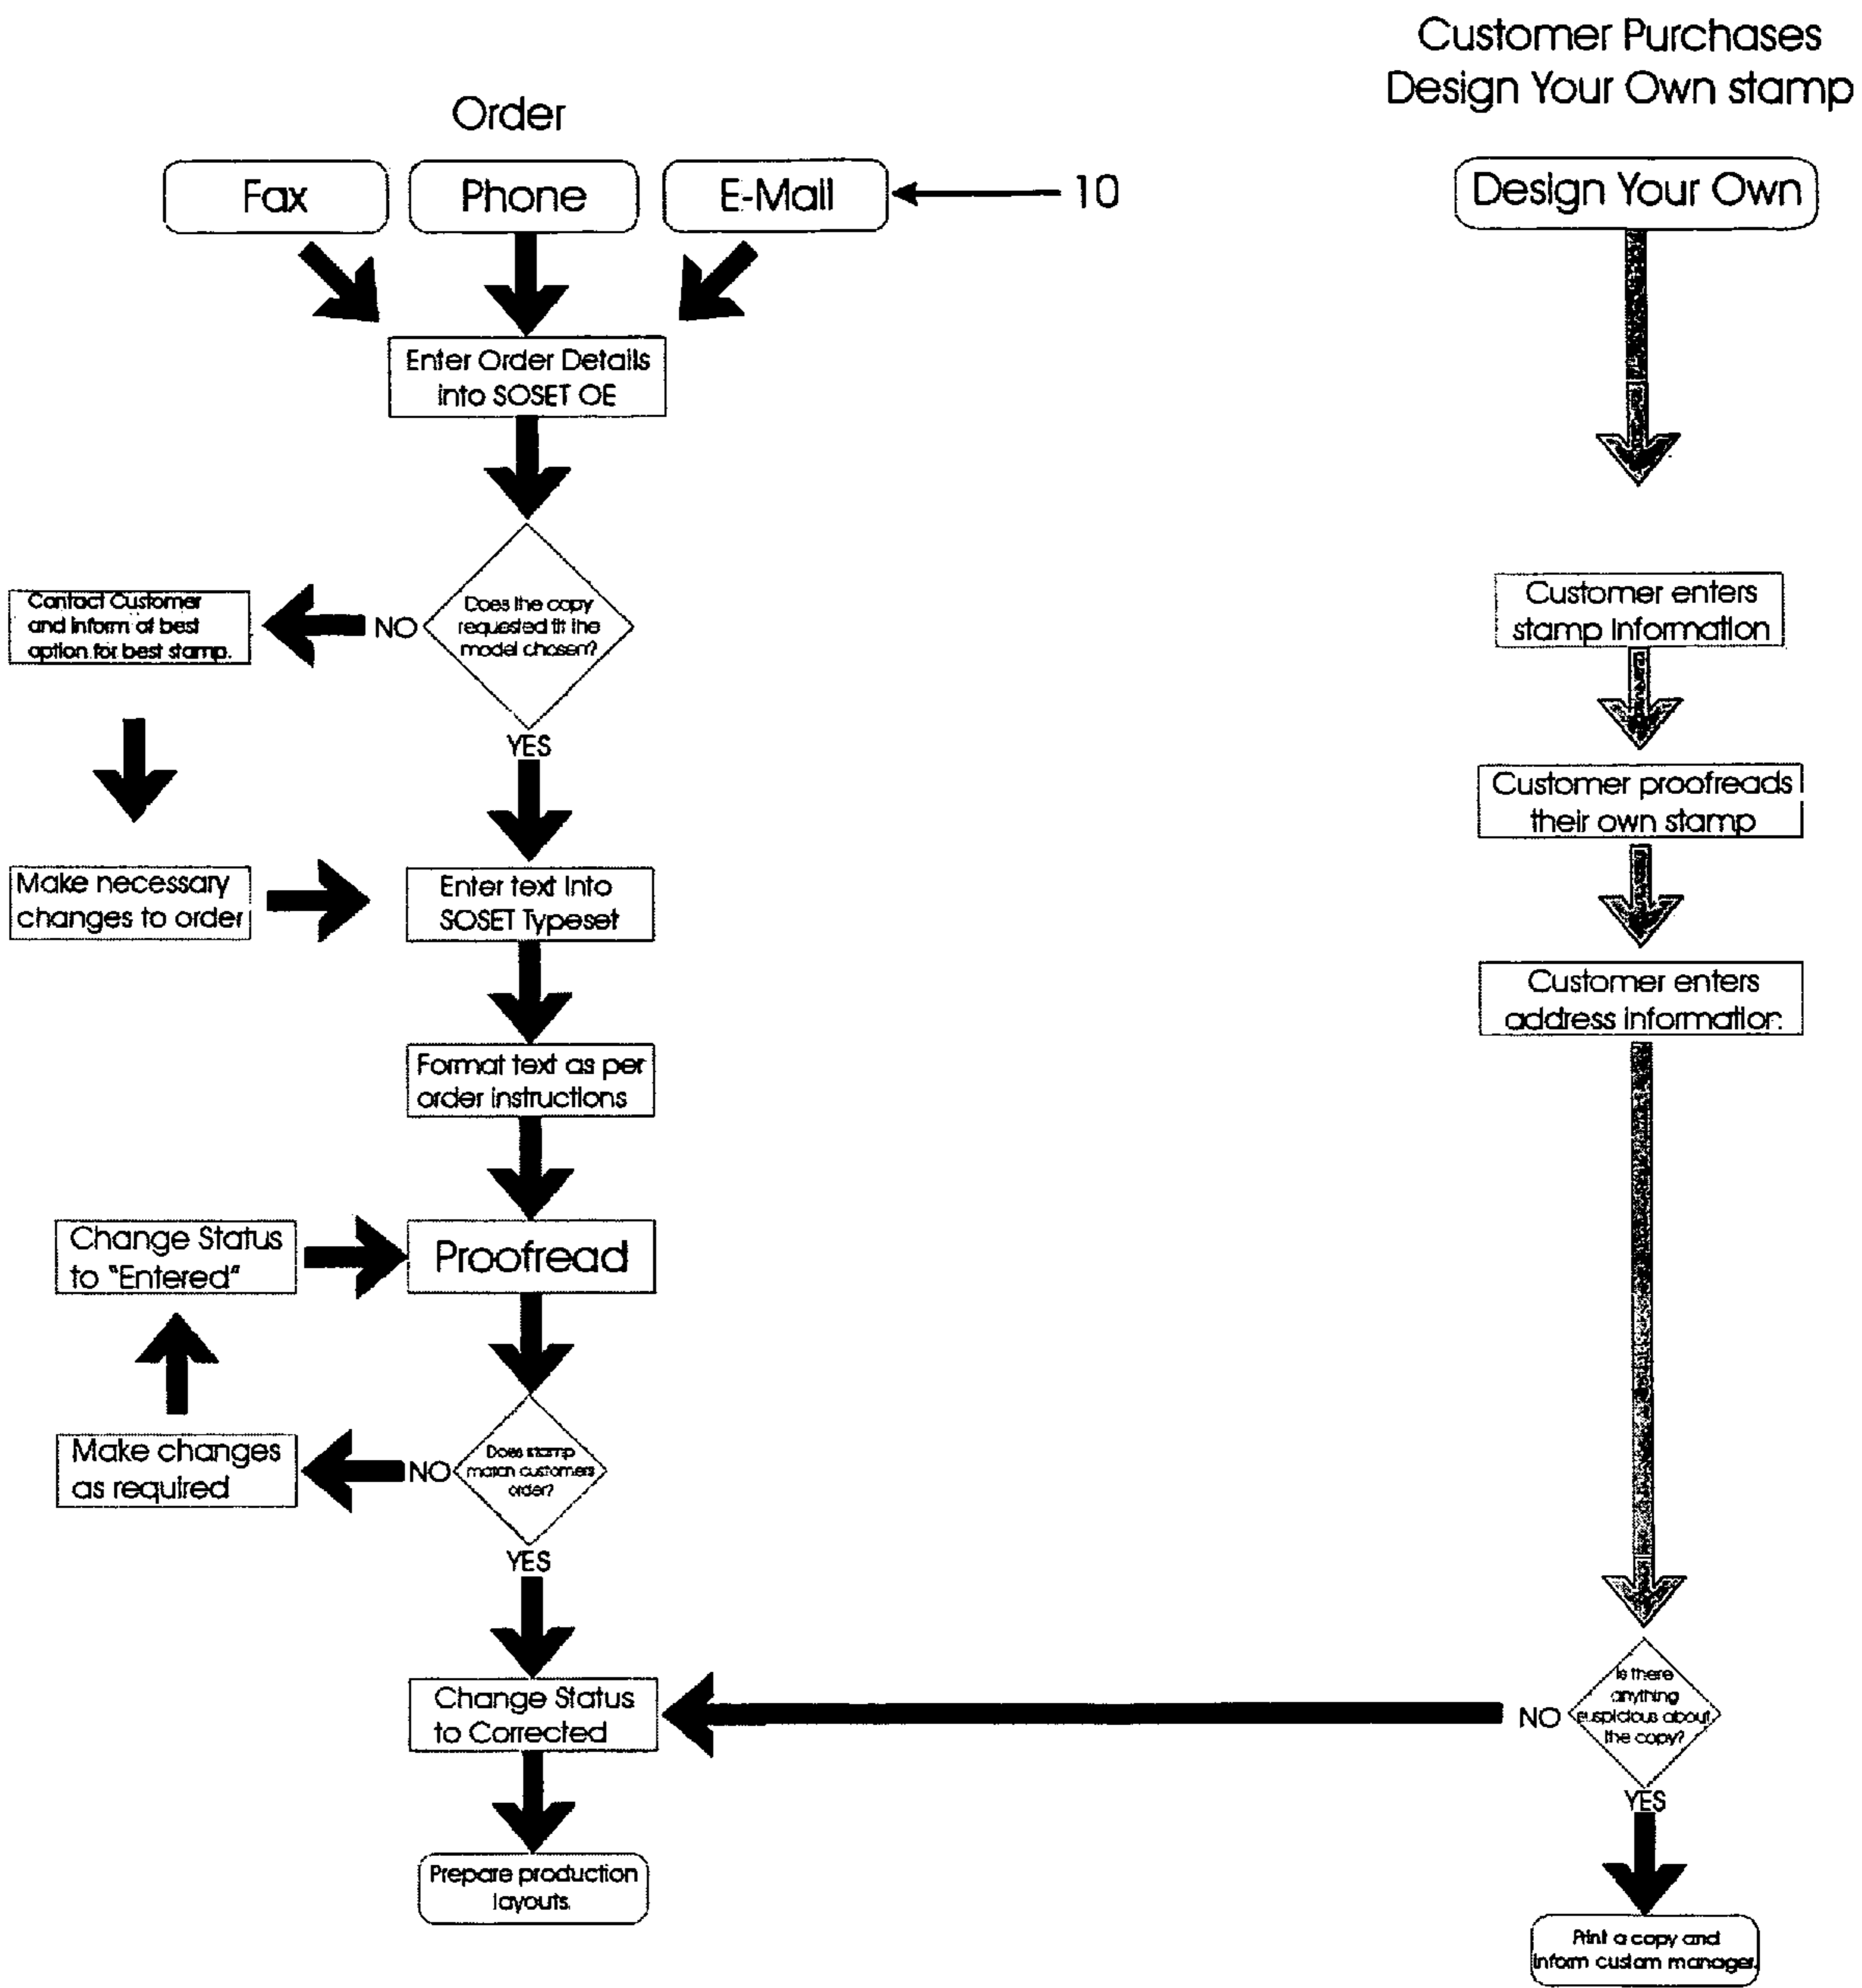 Customer Purchases
Design Your Own stamp
Order
Fax
Phone
E-Mail
10
Design Your Own
Enter Order Details
into SOSET OE
Does the copy
requested fit the
model chosen?
NO
YES
Contact Customer
and inform of best
option for best stamp.
Make necessary
changes to order
Enter text into
SOSET Typeset
Format text as per
order instructions
Proofread
Change Status
to "Entered"
Does stamp
match customers
order?
NO
YES
Make changes
as required
Change Status
to Corrected
Prepare production
layouts.
Customer enters
stamp information
Customer proofreads
their own stamp
Customer enters
address information.
Is there
anything
suspicious about
the copy?
NO
YES
Print a copy and
inform custom manager.